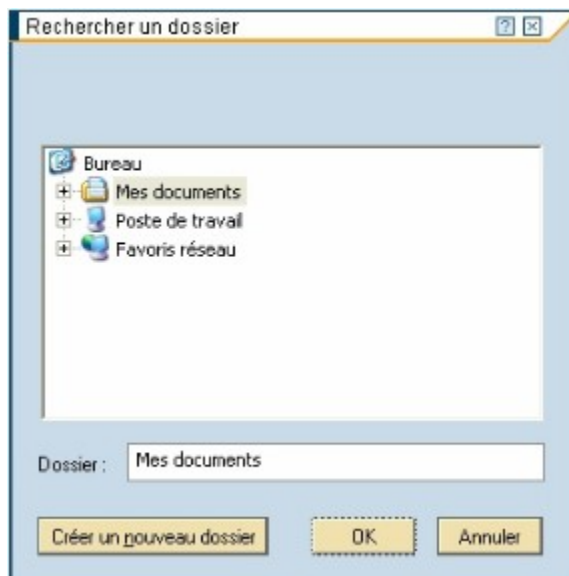 Rechercher un dossier
Bureau
Mes documents
Poste de travail
Favoris réseau
Dossier : Mes documents
Créer un nouveau dossier OK Annuler